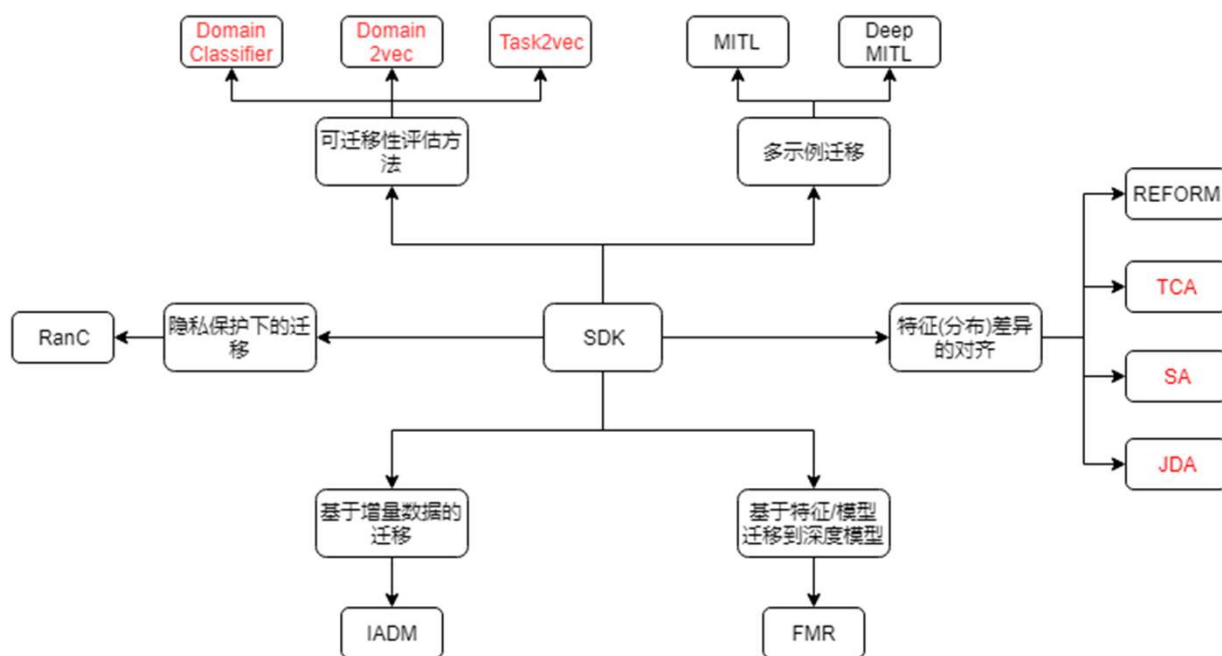 Domain
Classifier
Domain
2vec
Task2vec
MITL
Deep
MITL
可迁移性评估方
法
多示例迁移
REFORM
TCA
RanC
隐私保护下的迁
移
SDK
特征(分布)差异
的对齐
SA
JDA
基于增量数据的
迁移
基于特征/模型
迁移到深度模型
IADM
FMR